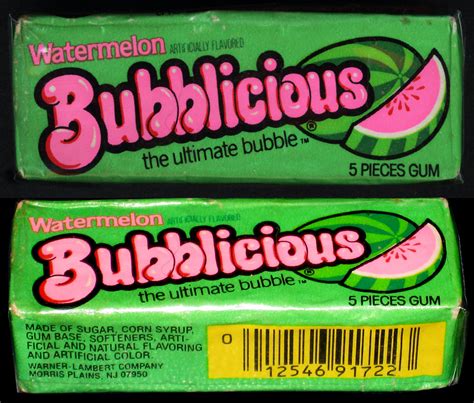 Watermelon ARTIFICIALLY FLAVORED
Bubblicious®
the ultimate bubble™
5 PIECES GUM
Watermelon ARTIFICIALLY FLAVORED
Bubblicious®
the ultimate bubble™
5 PIECES GUM
MADE OF SUGAR, CORN SYRUP,
GUM BASE, SOFTENERS, ARTI-
FICIAL AND NATURAL FLAVORING
AND ARTIFICIAL COLOR.
WARNER-LAMBERT COMPANY
MORRIS PLAINS, NJ 07950
0 12546 91722